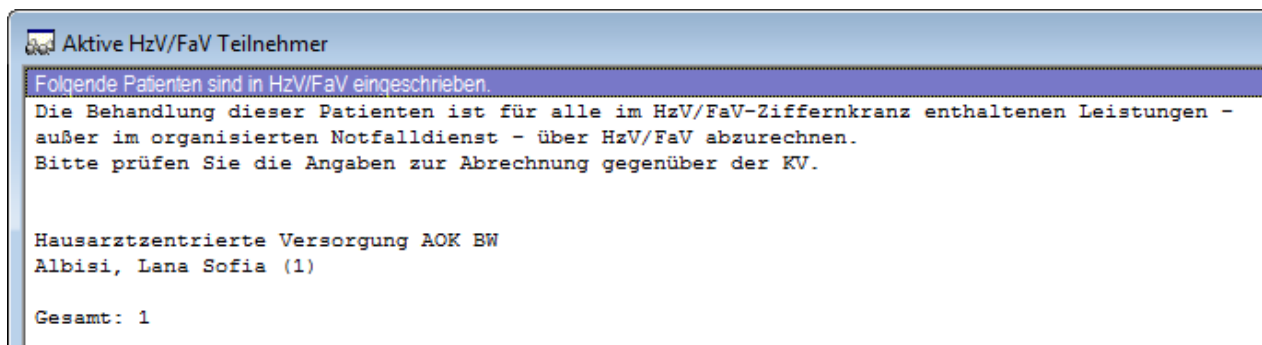 Aktive HzV/FaV Teilnehmer
Folgende Patienten sind in HzV/FaV eingeschrieben.
Die Behandlung dieser Patienten ist für alle im HzV/FaV-Ziffernkranz enthaltenen Leistungen -
außer im organisierten Notfalldienst - über HzV/FaV abzurechnen.
Bitte prüfen Sie die Angaben zur Abrechnung gegenüber der KV.
Hausarztzentrierte Versorgung AOK BW
Albisi, Lana Sofia (1)
Gesamt: 1